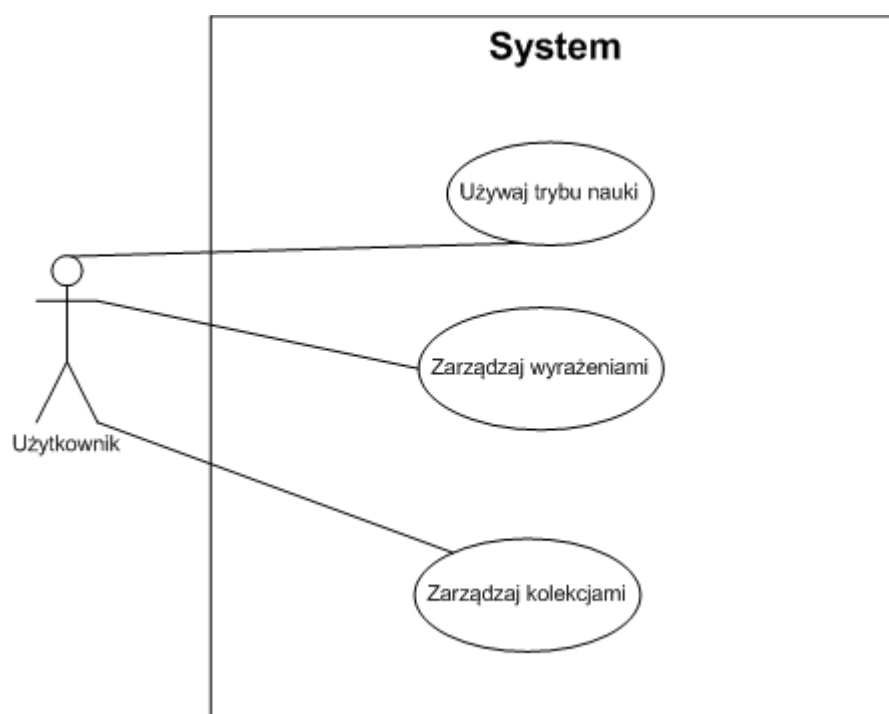 System
Używaj trybu nauki
Zarządzaj wyrażeniami
Użytkownik
Zarządzaj kolekcjami